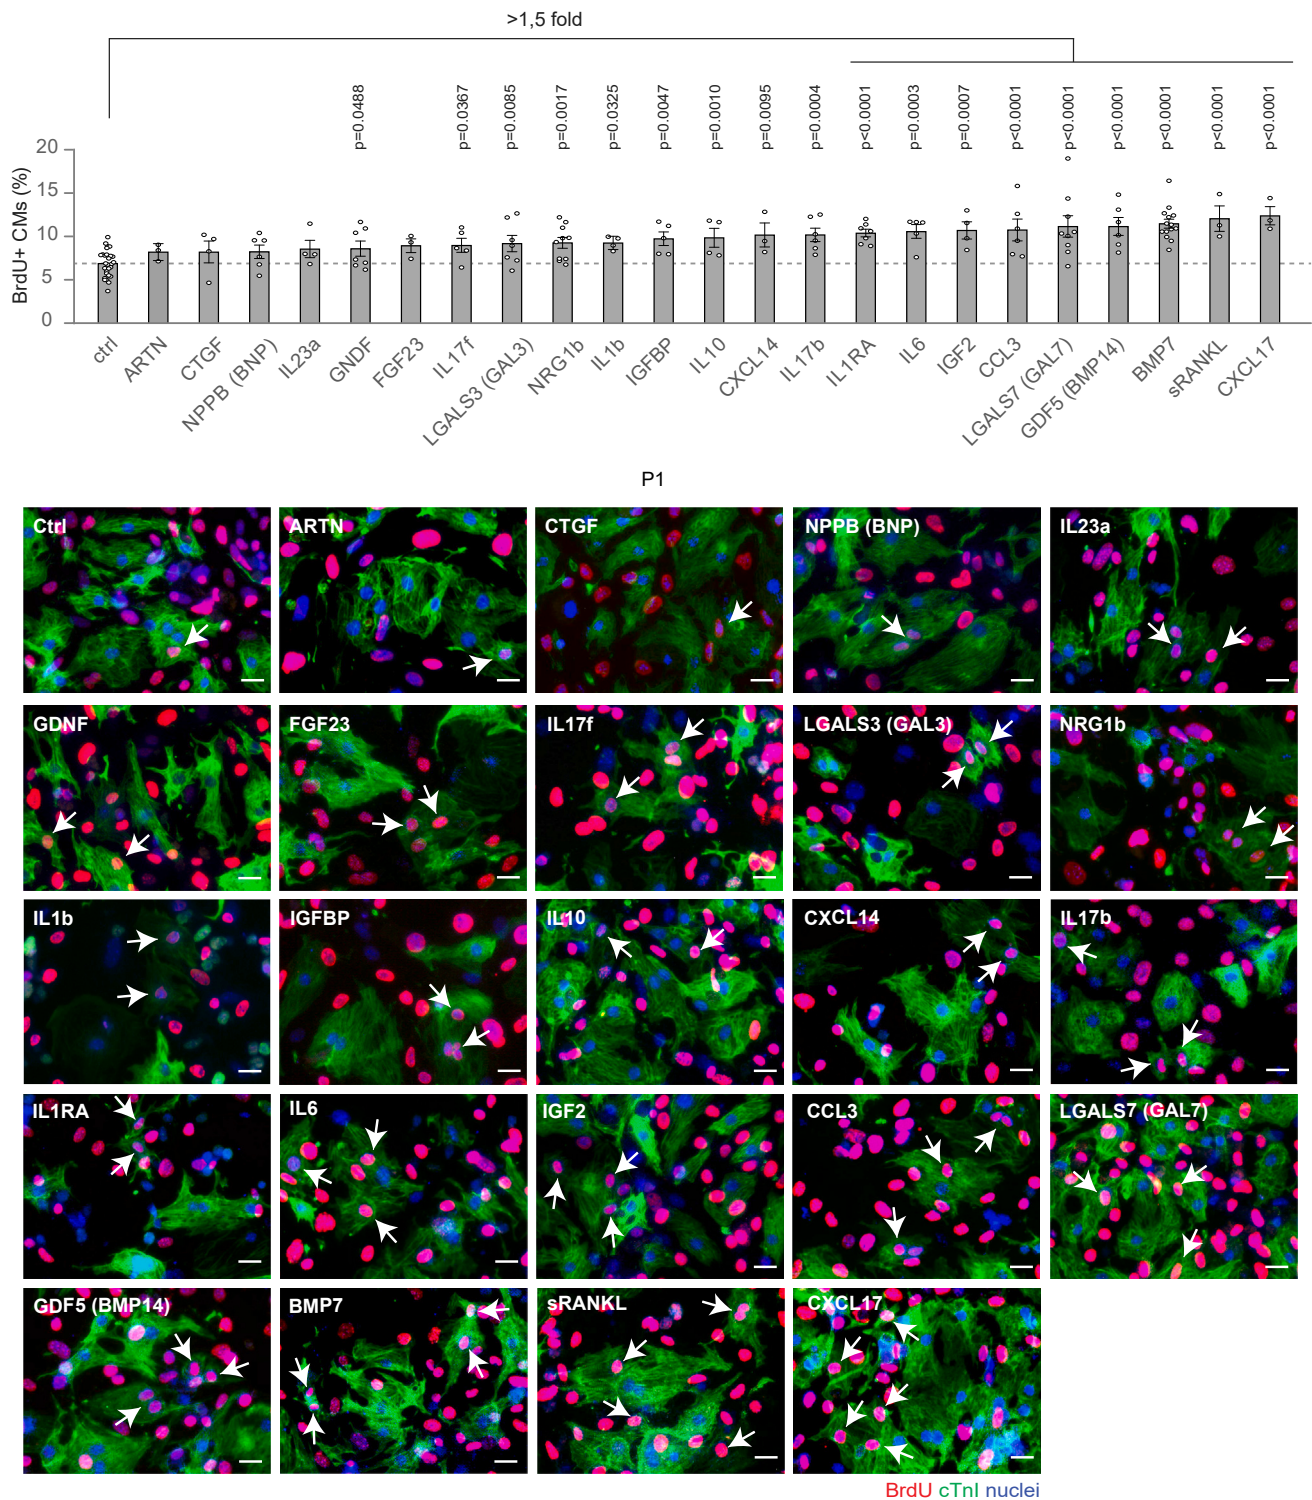 >1,5 fold
p=0.0488
p=0.0367
p=0.0085
p=0.0017
p=0.0325
p=0.0047
p=0.0010
p=0.0095
p=0.0004
p<0.0001
p=0.0003
p=0.0007
p<0.0001
p<0.0001
p<0.0001
p<0.0001
p<0.0001
p<0.0001
BrdU+ CMs (%)
20
15
10
5
0
ctrl
ARTN
CTGF
NPPB (BNP)
IL23a
GNDF
FGF23
IL17f
LGALS3 (GAL3)
NRG1b
IL1b
IGFBP
IL10
CXCL14
IL17b
IL1RA
IL6
IGF2
CCL3
LGALS7 (GAL7)
GDF5 (BMP14)
BMP7
sRANKL
CXCL17
P1
Ctrl
ARTN
CTGF
NPPB (BNP)
IL23a
GDNF
FGF23
IL17f
LGALS3 (GAL3)
NRG1b
IL1b
IGFBP
IL10
CXCL14
IL17b
IL1RA
IL6
IGF2
CCL3
LGALS7 (GAL7)
GDF5 (BMP14)
BMP7
sRANKL
CXCL17
BrdU cTnI nuclei